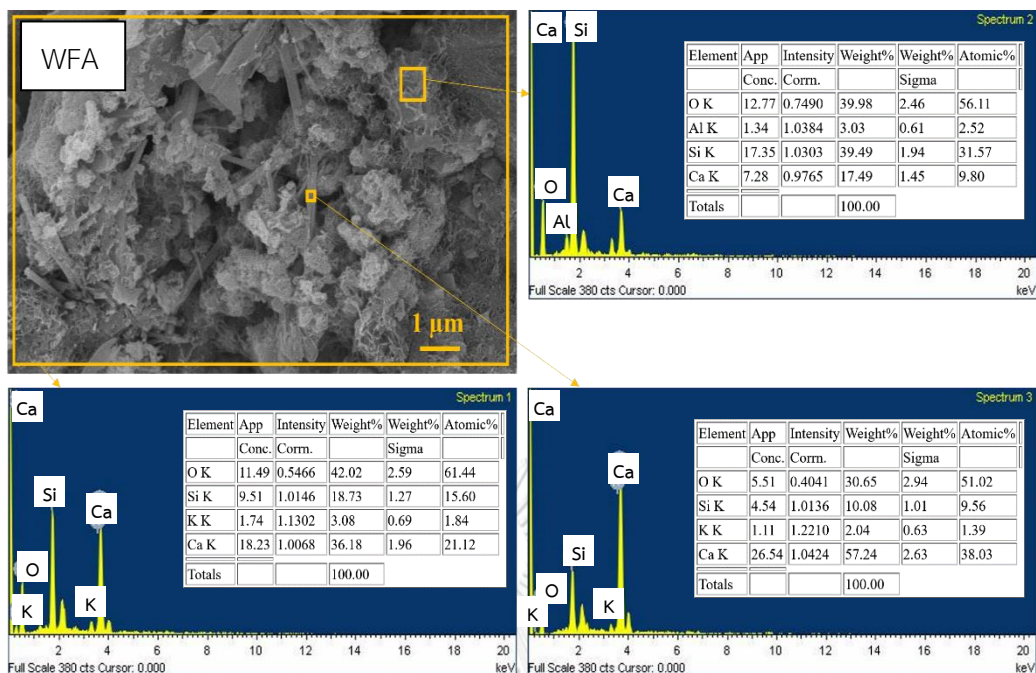 WFA
1 μm
Spectrum 2
Ca Si
O
Al
Ca
Element App Intensity Weight% Weight% Atomic%
Conc. Corrn. Sigma
O K 12.77 0.7490 39.98 2.46 56.11
Al K 1.34 1.0384 3.03 0.61 2.52
Si K 17.35 1.0303 39.49 1.94 31.57
Ca K 7.28 0.9765 17.49 1.45 9.80
Totals 100.00
2 4 6 8 10 12 14 16 18 20
Full Scale 380 cts Cursor: 0.000 keV
Spectrum 1
Ca
Si
Ca
O
K
K
Element App Intensity Weight% Weight% Atomic%
Conc. Corrn. Sigma
O K 11.49 0.5466 42.02 2.59 61.44
Si K 9.51 1.0146 18.73 1.27 15.60
K K 1.74 1.1302 3.08 0.69 1.84
Ca K 18.23 1.0068 36.18 1.96 21.12
Totals 100.00
2 4 6 8 10 12 14 16 18 20
Full Scale 380 cts Cursor: 0.000 keV
Spectrum 3
Ca
Ca
Si
O
K
K
Element App Intensity Weight% Weight% Atomic%
Conc. Corrn. Sigma
O K 5.51 0.4041 30.65 2.94 51.02
Si K 4.54 1.0136 10.08 1.01 9.56
K K 1.11 1.2210 2.04 0.63 1.39
Ca K 26.54 1.0424 57.24 2.63 38.03
Totals 100.00
2 4 6 8 10 12 14 16 18 20
Full Scale 380 cts Cursor: 0.000 keV